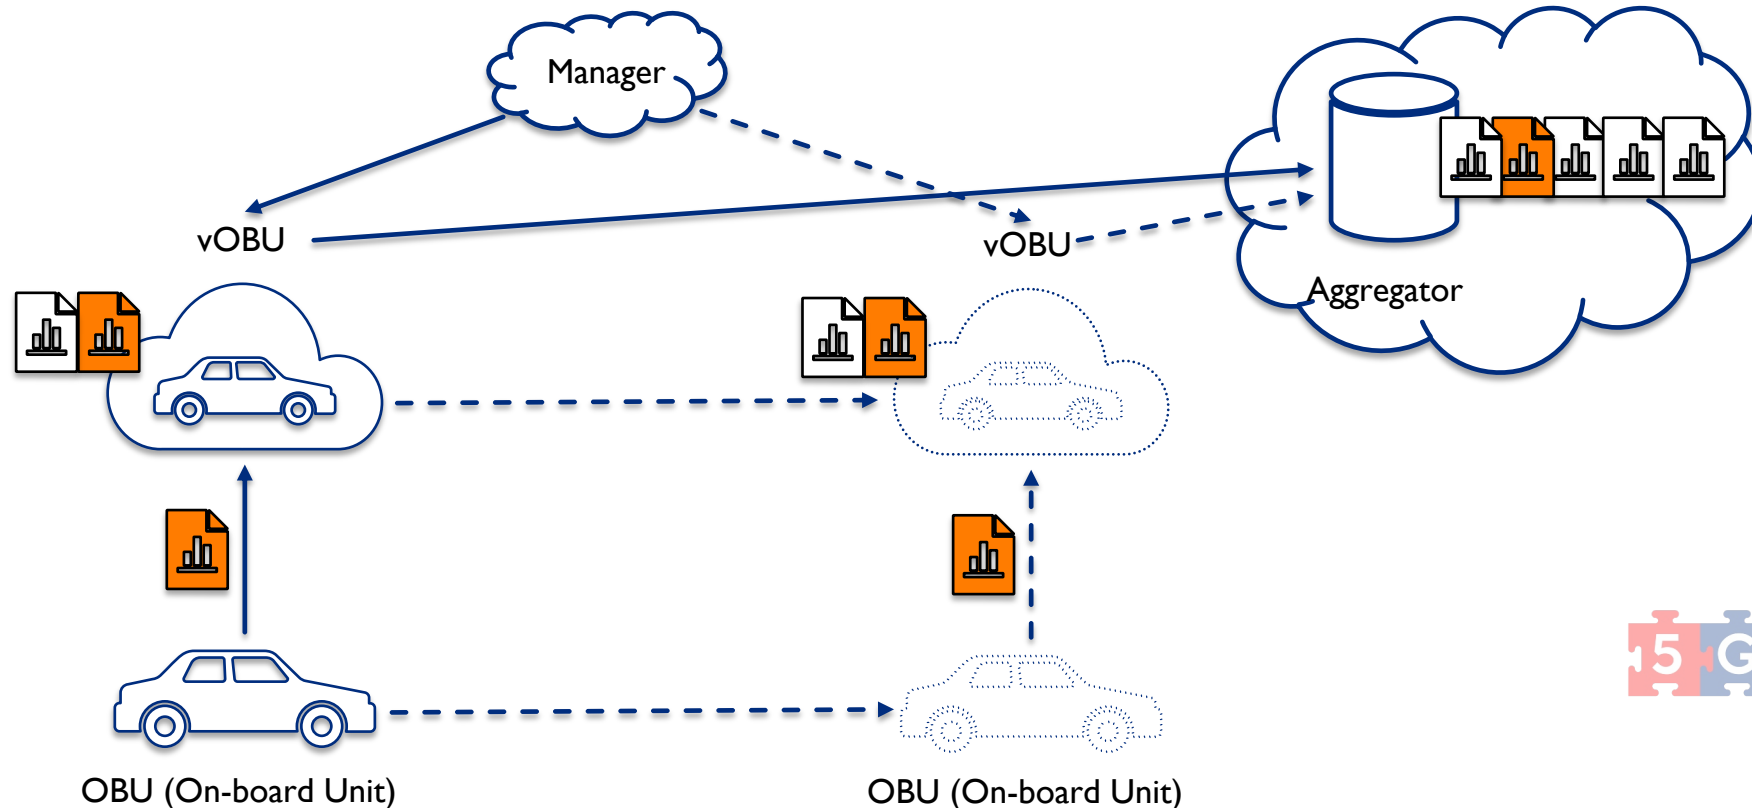 Manager
vOBU
vOBU
Aggregator
5G
OBU (On-board Unit)
OBU (On-board Unit)